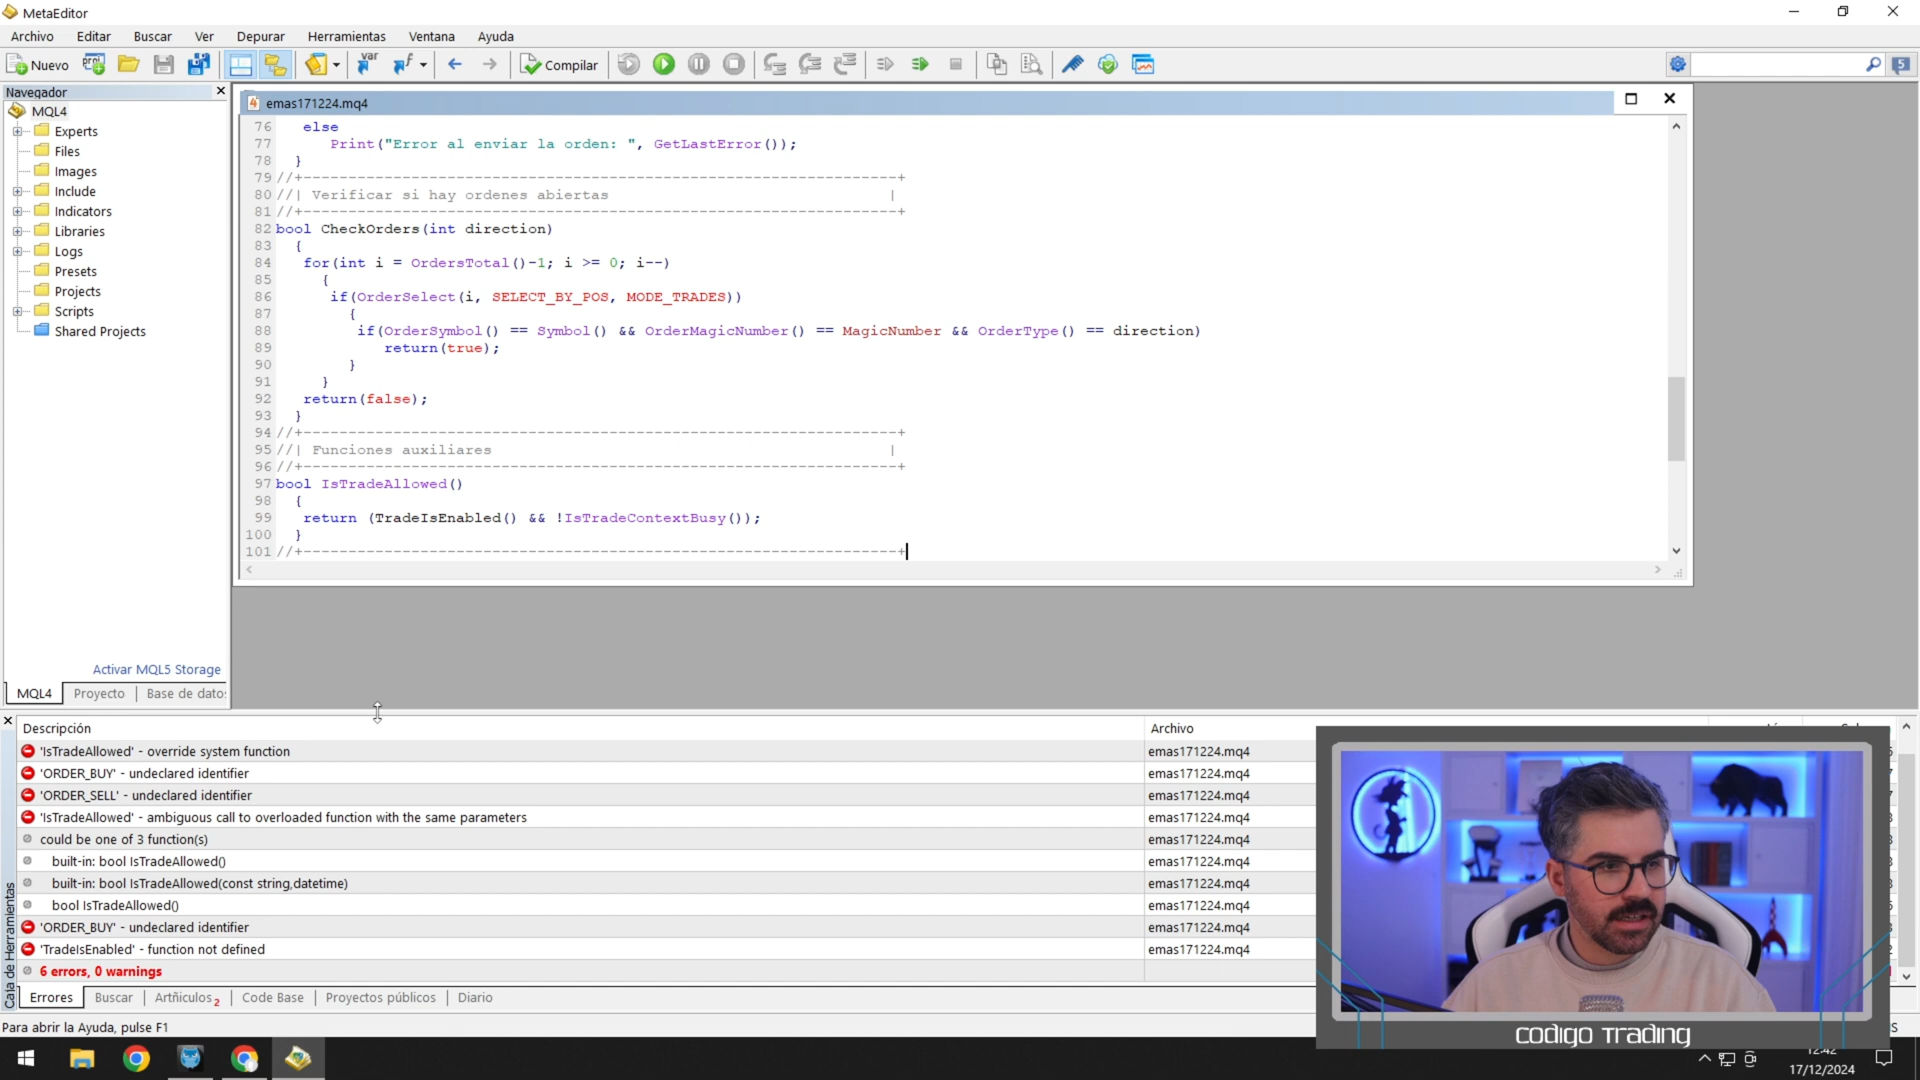 MetaEditor
Archivo Editar Buscar Ver Depurar Herramientas Ventana Ayuda
Nuevo Compilar
Navegador
MQL4
Experts
Files
Images
Include
Indicators
Libraries
Logs
Presets
Projects
Scripts
Shared Projects
Activar MQL5 Storage
MQL4 Proyecto Base de dato
emas171224.mq4
76 else
77 Print("Error al enviar la orden: ", GetLastError());
78 }
79 //+------------------------------------------------------------------+
80 //| Verificar si hay ordenes abiertas |
81 //+------------------------------------------------------------------+
82 bool CheckOrders(int direction)
83 {
84 for(int i = OrdersTotal()-1; i >= 0; i--)
85 {
86 if(OrderSelect(i, SELECT_BY_POS, MODE_TRADES))
87 {
88 if(OrderSymbol() == Symbol() && OrderMagicNumber() == MagicNumber && OrderType() == direction)
89 return(true);
90 }
91 }
92 return(false);
93 }
94 //+------------------------------------------------------------------+
95 //| Funciones auxiliares |
96 //+------------------------------------------------------------------+
97 bool IsTradeAllowed()
98 {
99 return (TradeIsEnabled() && !IsTradeContextBusy());
100 }
101 //+------------------------------------------------------------------+
Descripción Archivo
'IsTradeAllowed' - override system function emas171224.mq4
'ORDER_BUY' - undeclared identifier emas171224.mq4
'ORDER_SELL' - undeclared identifier emas171224.mq4
'IsTradeAllowed' - ambiguous call to overloaded function with the same parameters emas171224.mq4
could be one of 3 function(s) emas171224.mq4
built-in: bool IsTradeAllowed() emas171224.mq4
built-in: bool IsTradeAllowed(const string,datetime) emas171224.mq4
bool IsTradeAllowed() emas171224.mq4
'ORDER_BUY' - undeclared identifier emas171224.mq4
'TradeIsEnabled' - function not defined emas171224.mq4
6 errors, 0 warnings
Caja de Herramientas
Errores Buscar Artñiculos 2 Code Base Proyectos públicos Diario
Para abrir la Ayuda, pulse F1
CODIGO TRADING
12:42
17/12/2024